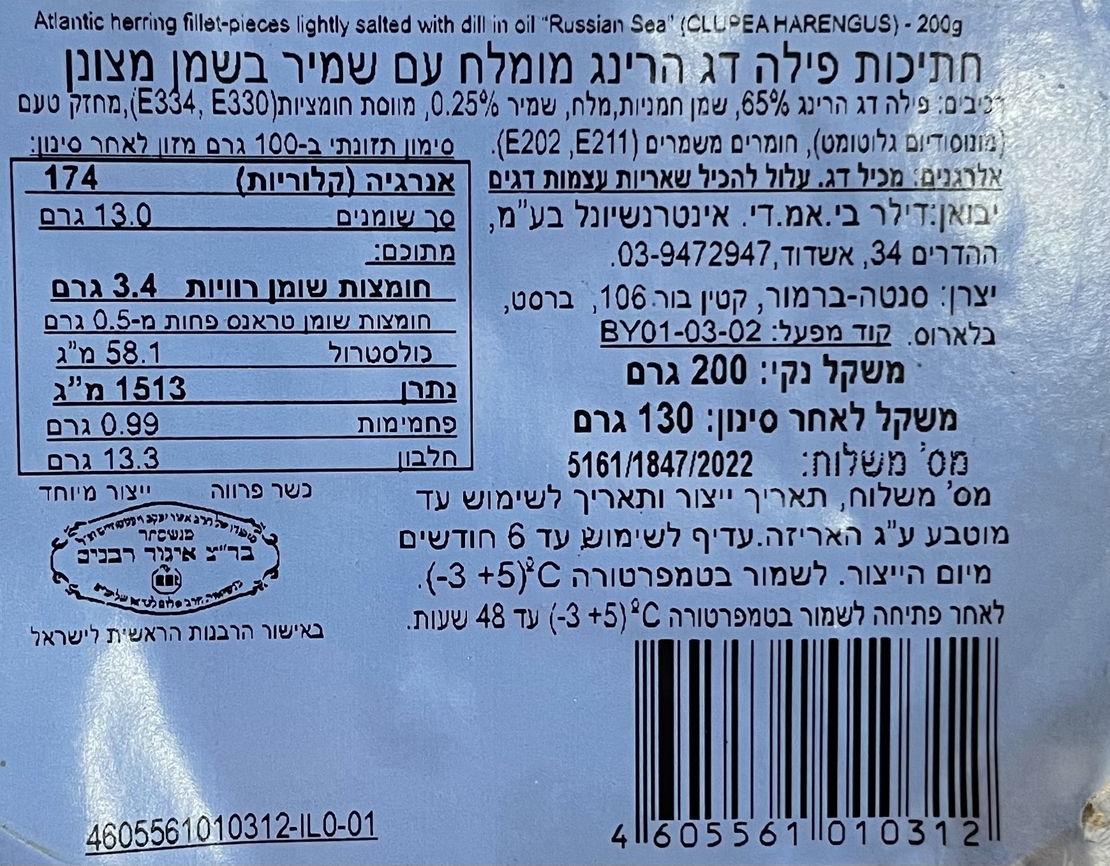 Atlantic herring fillet-pieces lightly salted with dill in oil "Russian Sea" (CLUPEA HARENGUS) - 200g
חתיכות פילה דג הרינג מומלח עם שמיר בשמן מצונן
רכיבים: פילה דג הרינג 65%, שמן חמניות,מלח, שמיר 0.25%, מווסת חומציות(E334, E330),מחזק טעם
(מונוסודיום גלוטומט), חומרים משמרים (E202 ,E211).
אלרגנים: מכיל דג. עלול להכיל שאריות עצמות דגים
יבואן:דילר בי.אמ.די. אינטרנשיונל בע"מ,
ההדרים 34, אשדוד,03-9472947.
יצרן: סנטה-ברמור, קטין בור 106, ברסט,
בלארוס. קוד מפעל: BY01-03-02
משקל נקי: 200 גרם
משקל לאחר סינון: 130 גרם
מס' משלוח: 5161/1847/2022
מס' משלוח, תאריך ייצור ותאריך לשימוש עד
מוטבע ע"ג האריזה.עדיף לשימוש עד 6 חודשים
מיום הייצור. לשמור בטמפרטורה C°(-3 +5).
לאחר פתיחה לשמור בטמפרטורה C°(-3 +5) עד 48 שעות.
סימון תזונתי ב-100 גרם מזון לאחר סינון:
אנרגיה (קלוריות) 174
סך שומנים 13.0 גרם
מתוכם:
חומצות שומן רוויות 3.4 גרם
חומצות שומן טראנס פחות מ-0.5 גרם
כולסטרול 58.1 מ"ג
נתרן 1513 מ"ג
פחמימות 0.99 גרם
חלבון 13.3 גרם
כשר פרווה ייצור מיוחד
מנשסתר
בד"צ איגוד רבנים
באישור הרבנות הראשית לישראל
4605561010312-IL0-01
4 605561 010312